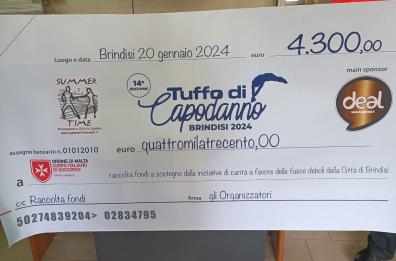 Luogo e data Brindisi 20 gennaio 2024 euro 4.300,00
main sponsor
SUMMER
TIME
14ª
EDIZIONE
Tuffo di
Capodanno
BRINDISI 2024
deal
assegno bancario n.01012010 euro quattromilatrecento,00
a
ORDINE DI MALTA
CORPO ITALIANO
DI SOCCORSO
raccolta fondi a sostegno delle iniziative di carità a favore delle fasce deboli della Città di Brindisi
c/c Raccolta fondi firma gli Organizzatori
50274839204> 02834795